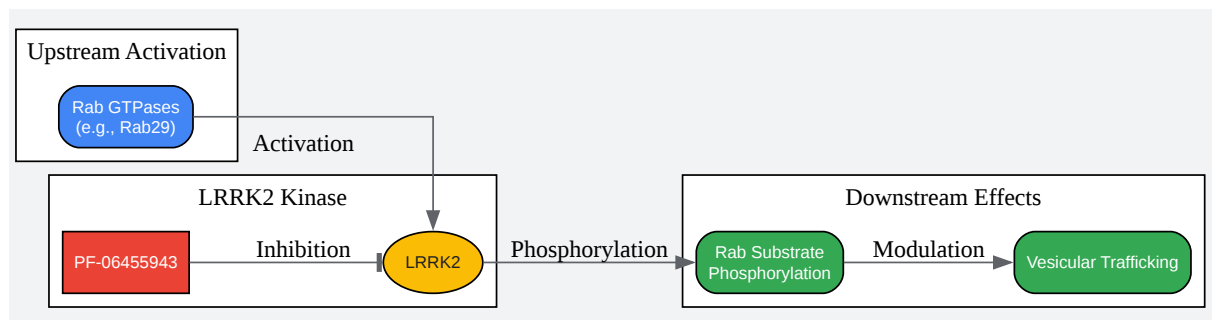 Upstream Activation
Rab GTPases
(e.g., Rab29)
Activation
LRRK2 Kinase
PF-06455943
Inhibition
LRRK2
Phosphorylation
Downstream Effects
Rab Substrate
Phosphorylation
Modulation
Vesicular Trafficking